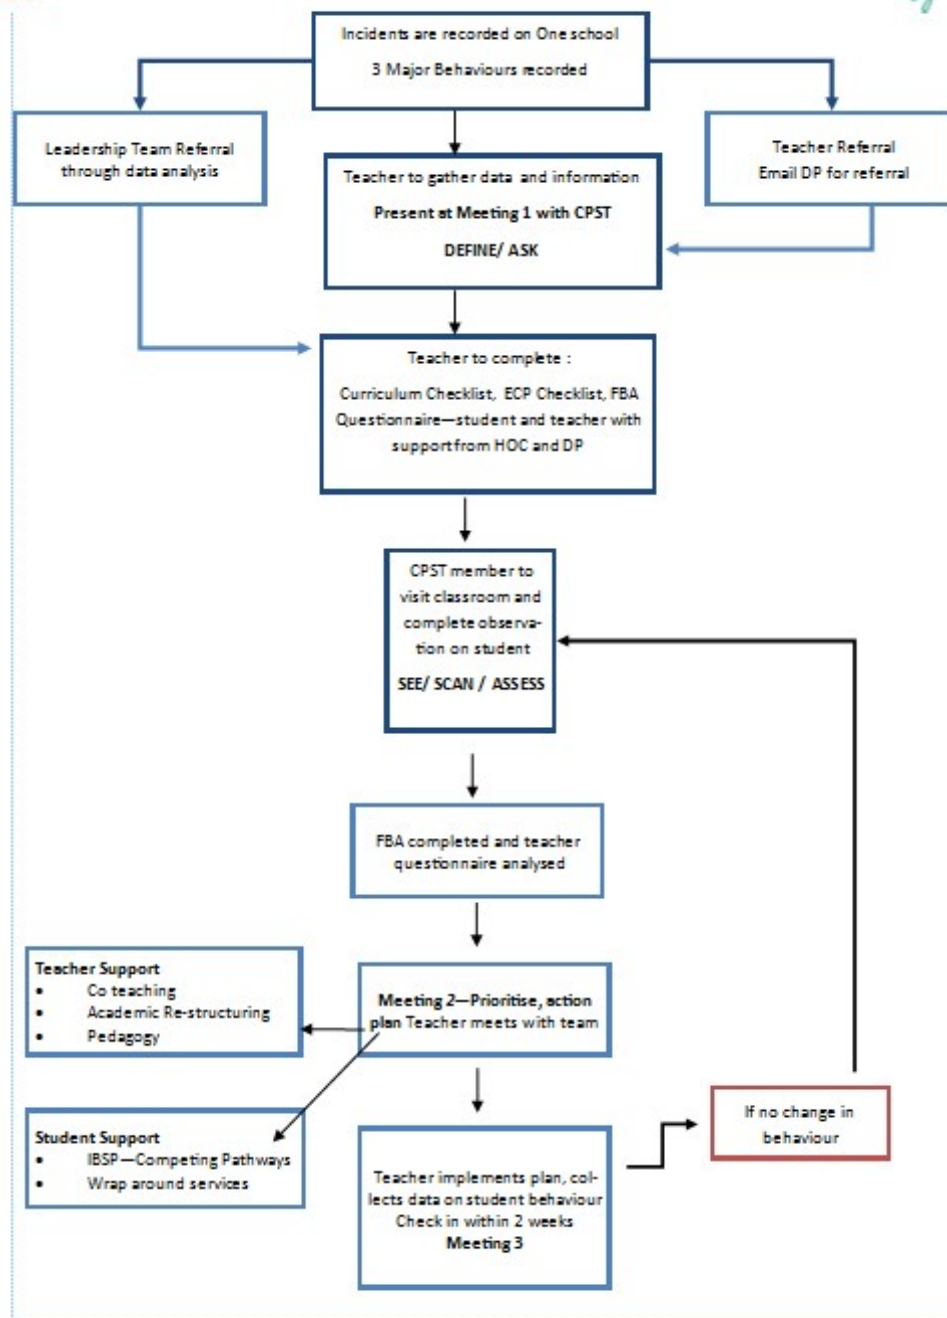 Incidents are recorded on One school
3 Major Behaviours recorded
Leadership Team Referral
through data analysis
Teacher to gather data and information
Present at Meeting 1 with CPST
DEFINE/ ASK
Teacher Referral
Email DP for referral
Teacher to complete :
Curriculum Checklist, ECP Checklist, FBA
Questionnaire—student and teacher with
support from HOC and DP
CPST member to
visit classroom and
complete observa-
tion on student
SEE/ SCAN / ASSESS
FBA completed and teacher
questionnaire analysed
Teacher Support
• Co teaching
• Academic Re-structuring
• Pedagogy
Meeting 2—Prioritise, action
plan Teacher meets with team
Student Support
• IBSP—Competing Pathways
• Wrap around services
If no change in
behaviour
Teacher implements plan, col-
lects data on student behaviour
Check in within 2 weeks
Meeting 3